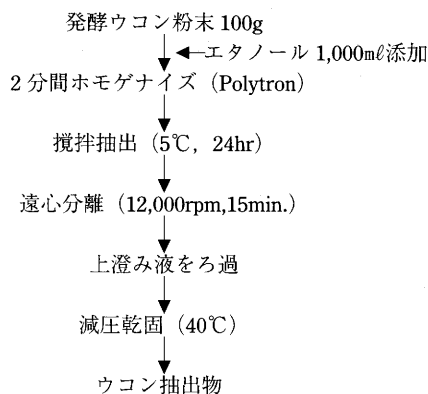 発酵ウコン粉末 100g
エタノール 1,000mℓ添加
2分間ホモゲナイズ (Polytron)
撹拌抽出 (5℃, 24hr)
遠心分離 (12,000rpm,15min.)
上澄み液をろ過
減圧乾固 (40℃)
ウコン抽出物